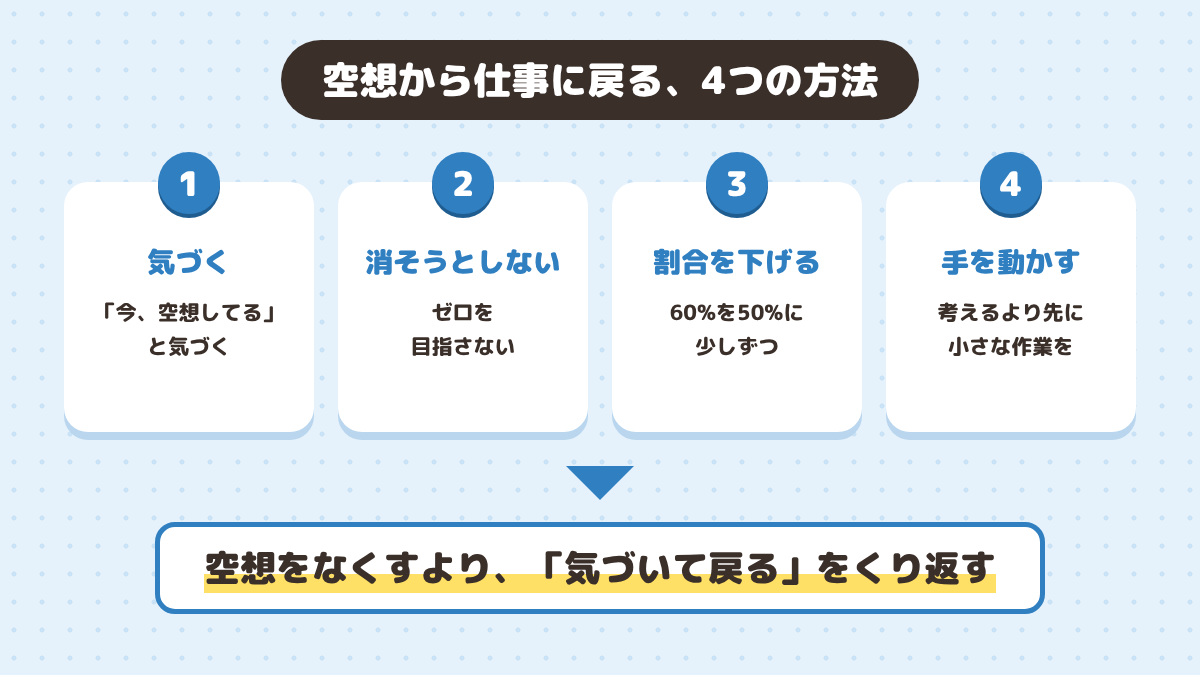 空想から仕事に戻る、4つの方法
1
気づく
「今、空想してる」
と気づく
2
消そうとしない
ゼロを
目指さない
3
割合を下げる
60%を50%に
少しずつ
4
手を動かす
考えるより先に
小さな作業を
空想をなくすより、「気づいて戻る」をくり返す